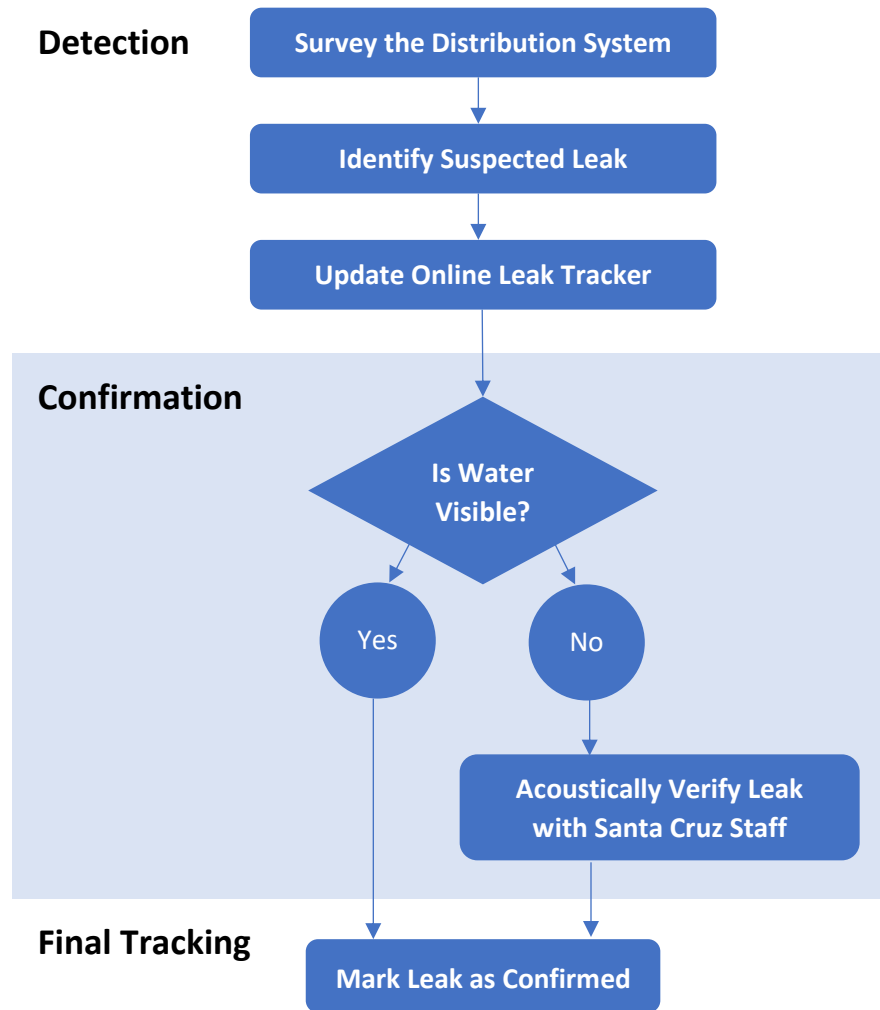 Detection
Survey the Distribution System
Identify Suspected Leak
Update Online Leak Tracker
Confirmation
Is Water
Visible?
Yes
No
Acoustically Verify Leak
with Santa Cruz Staff
Final Tracking
Mark Leak as Confirmed